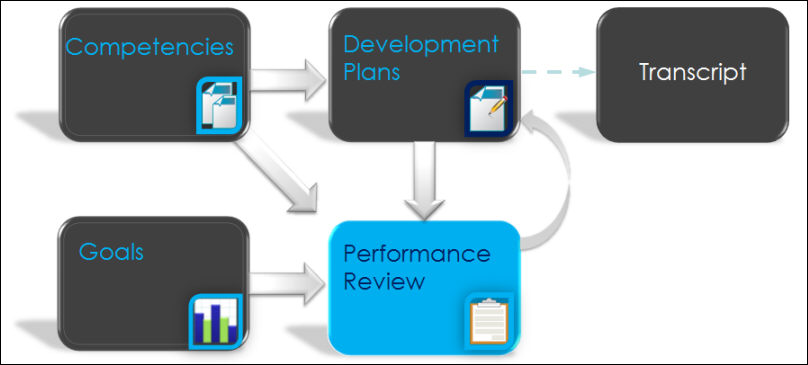 Competencies
Development
Plans
Transcript
Goals
Performance
Review